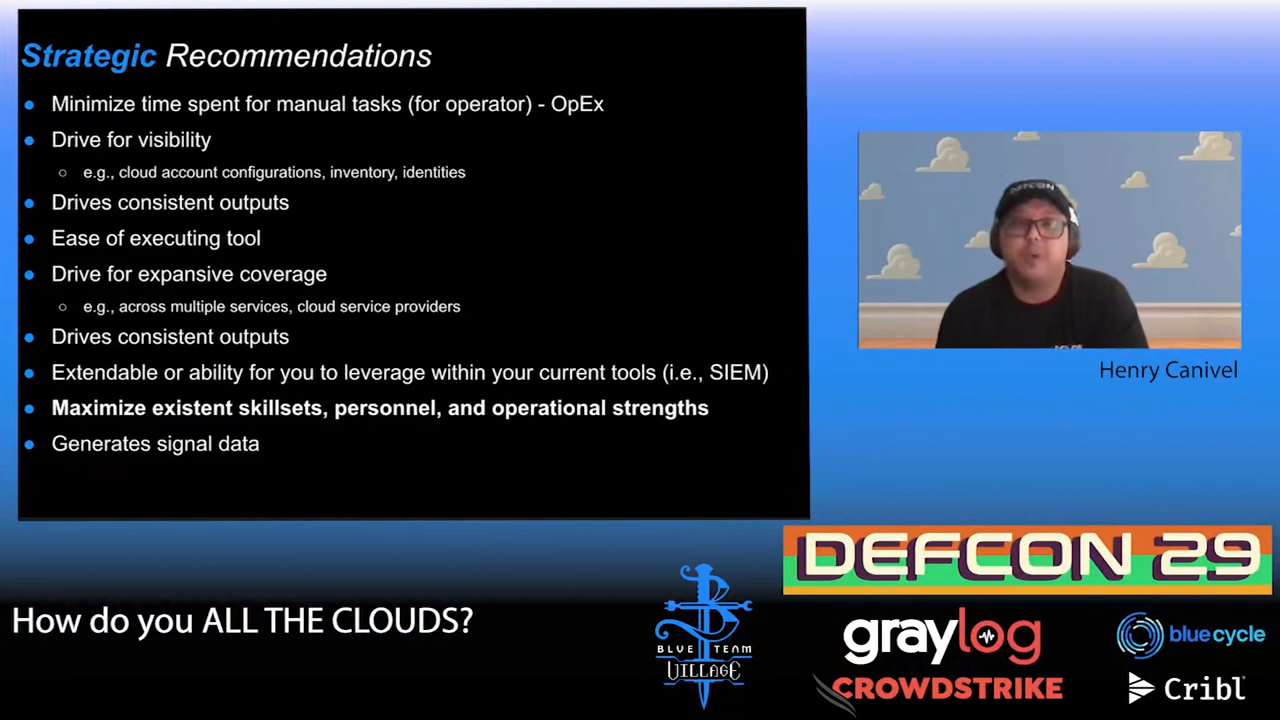 Strategic Recommendations
Minimize time spent for manual tasks (for operator) - OpEx
Drive for visibility
e.g., cloud account configurations, inventory, identities
Drives consistent outputs
Ease of executing tool
Drive for expansive coverage
e.g., across multiple services, cloud service providers
Drives consistent outputs
Extendable or ability for you to leverage within your current tools (i.e., SIEM)
Maximize existent skillsets, personnel, and operational strengths
Generates signal data
DEFCON
Henry Canivel
DEFCON 29
How do you ALL THE CLOUDS?
BLUE TEAM
VILLAGE
graylog
bluecycle
CROWDSTRIKE
Cribl